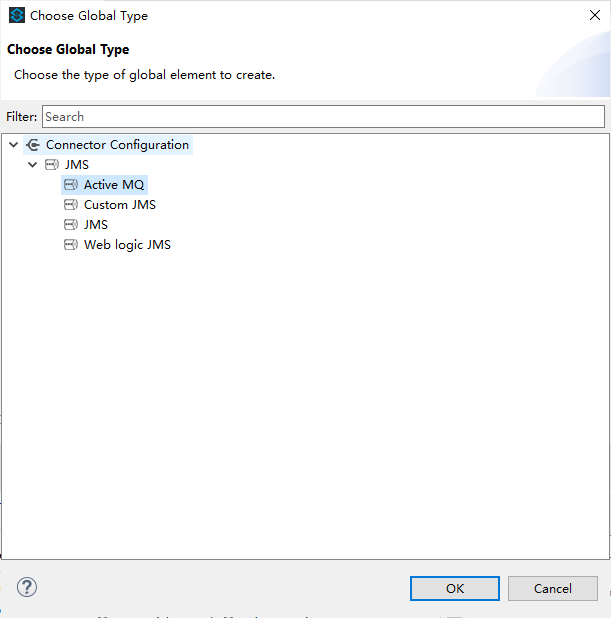 Choose Global Type
Choose Global Type
Choose the type of global element to create.
Filter: Search
Connector Configuration
JMS
Active MQ
Custom JMS
JMS
Web logic JMS
OK Cancel